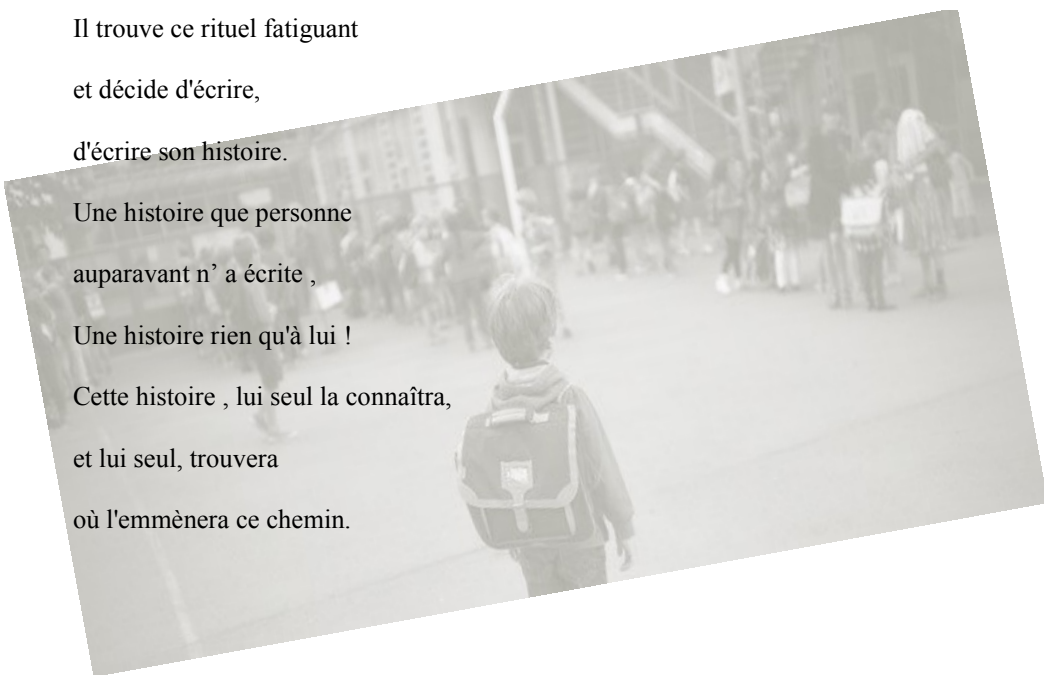 Il trouve ce rituel fatiguant
et décide d'écrire,
d'écrire son histoire.
Une histoire que personne
auparavant n’ a écrite ,
Une histoire rien qu'à lui !
Cette histoire , lui seul la connaîtra,
et lui seul, trouvera
où l'emmènera ce chemin.